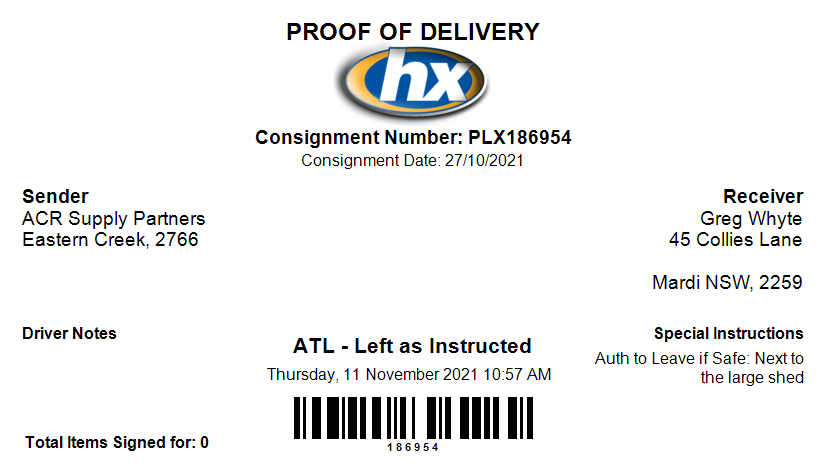 PROOF OF DELIVERY
hx
Consignment Number: PLX186954
Consignment Date: 27/10/2021
Sender
ACR Supply Partners
Eastern Creek, 2766
Receiver
Greg Whyte
45 Collies Lane
Mardi NSW, 2259
Driver Notes
ATL - Left as Instructed
Thursday, 11 November 2021 10:57 AM
186954
Special Instructions
Auth to Leave if Safe: Next to
the large shed
Total Items Signed for: 0